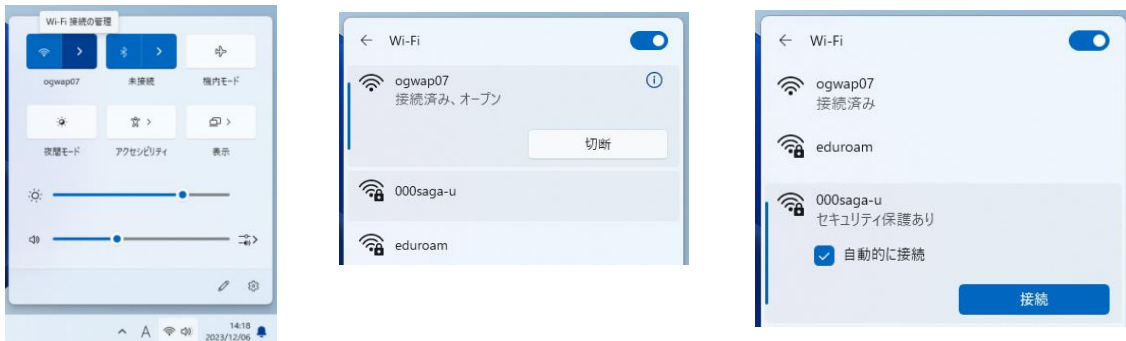 Wi-Fi 接続の管理
ogwap07
未接続
機内モード
夜間モード
アクセシビリティ
表示
A
14:18
2023/12/06
Wi-Fi
ogwap07
接続済み、オープン
切断
000saga-u
eduroam
Wi-Fi
ogwap07
接続済み
eduroam
000saga-u
セキュリティ保護あり
自動的に接続
接続